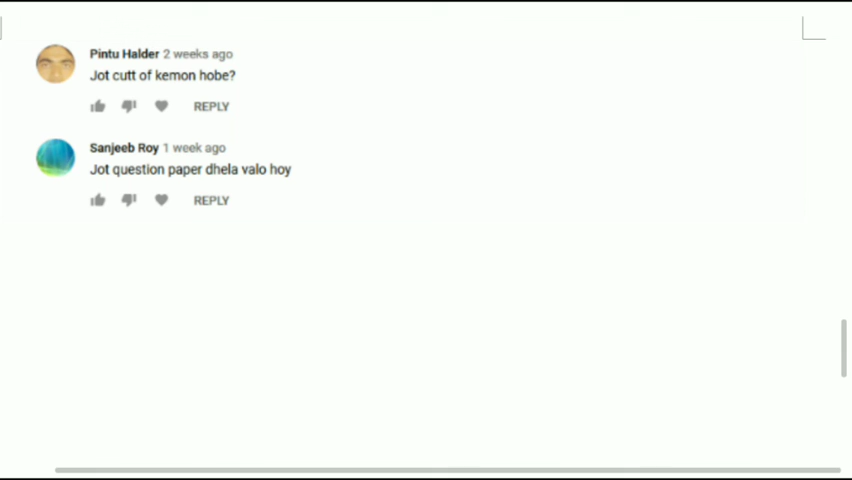 Pintu Halder 2 weeks ago
Jot cutt of kemon hobe?
REPLY
Sanjeeb Roy 1 week ago
Jot question paper dhela valo hoy
REPLY